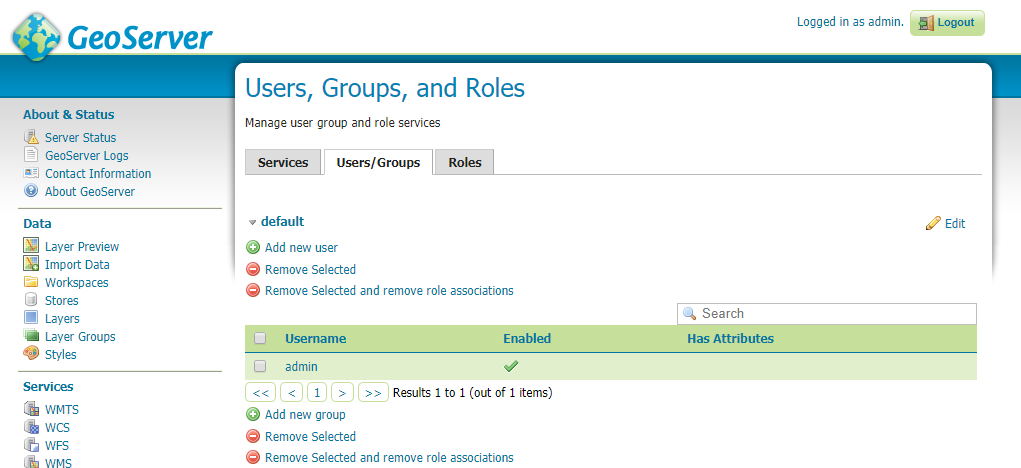 GeoServer
Logged in as admin.
Logout
About & Status
Server Status
GeoServer Logs
Contact Information
About GeoServer
Data
Layer Preview
Import Data
Workspaces
Stores
Layers
Layer Groups
Styles
Services
WMTS
WCS
WFS
WMS
Users, Groups, and Roles
Manage user group and role services
Services Users/Groups Roles
default
Edit
Add new user
Remove Selected
Remove Selected and remove role associations
Search
Username Enabled Has Attributes
admin
<< < 1 > >> Results 1 to 1 (out of 1 items)
Add new group
Remove Selected
Remove Selected and remove role associations